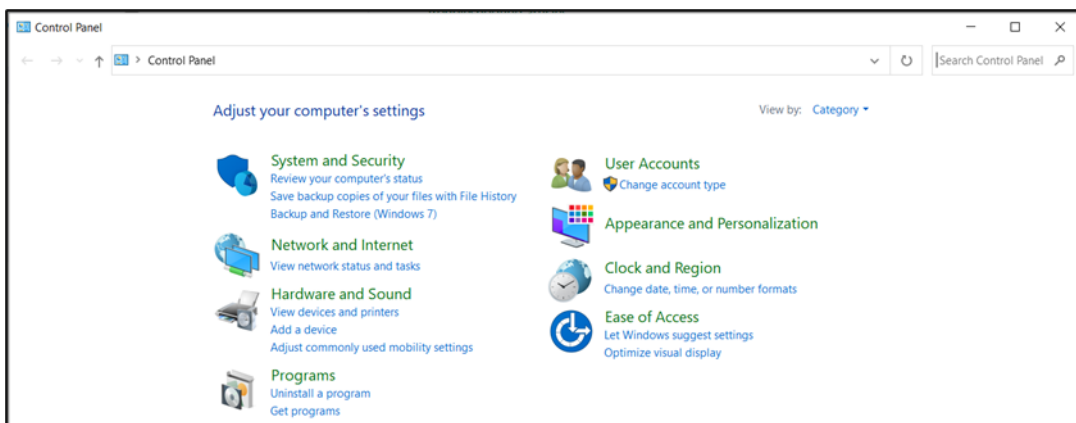 Control Panel
Control Panel
Search Control Panel
Adjust your computer's settings
View by: Category
System and Security
Review your computer's status
Save backup copies of your files with File History
Backup and Restore (Windows 7)
Network and Internet
View network status and tasks
Hardware and Sound
View devices and printers
Add a device
Adjust commonly used mobility settings
Programs
Uninstall a program
Get programs
User Accounts
Change account type
Appearance and Personalization
Clock and Region
Change date, time, or number formats
Ease of Access
Let Windows suggest settings
Optimize visual display